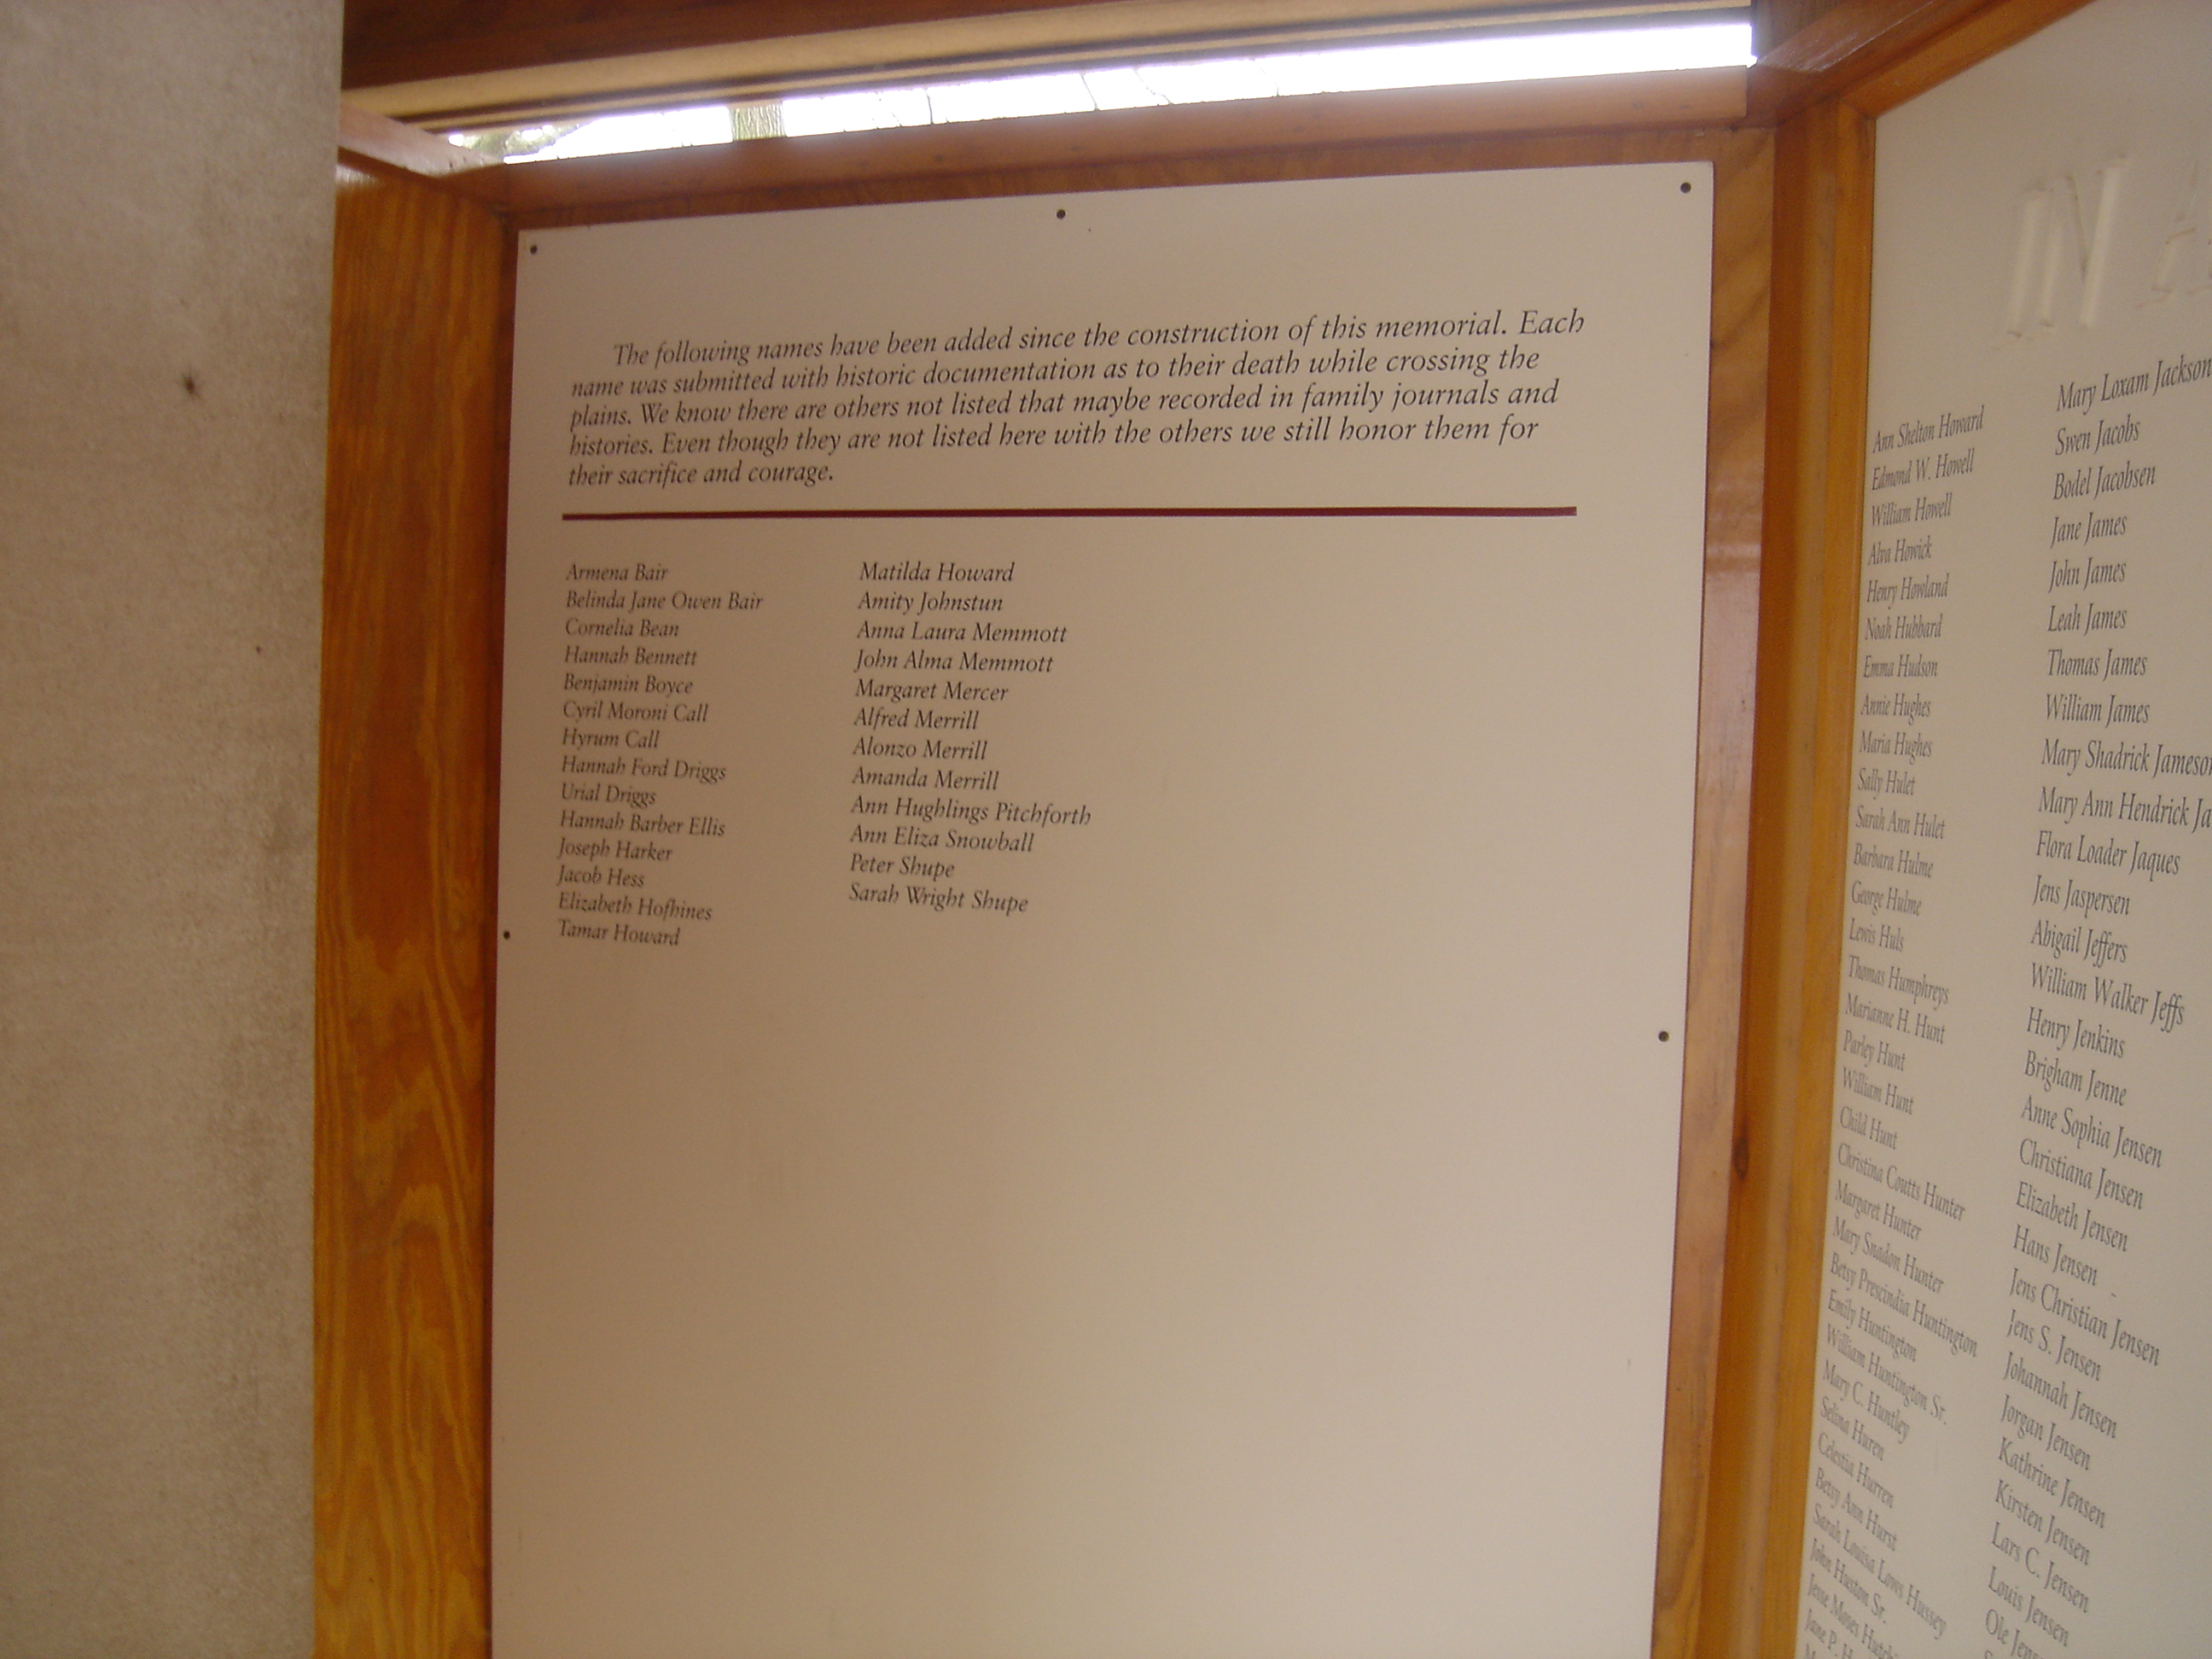 The following names have been added since the construction of this memorial. Each
name was submitted with historic documentation as to their death while crossing the
plains. We know there are others not listed that maybe recorded in family journals and
histories. Even though they are not listed here with the others we still honor them for
their sacrifice and courage.
Armena Bair
Belinda Jane Owen Bair
Cornelia Bean
Hannah Bennett
Benjamin Boyce
Cyril Moroni Call
Hyrum Call
Hannah Ford Driggs
Urial Driggs
Hannah Barber Ellis
Joseph Harker
Jacob Hess
Elizabeth Hofhines
Tamar Howard
Matilda Howard
Amity Johnstun
Anna Laura Memmott
John Alma Memmott
Margaret Mercer
Alfred Merrill
Alonzo Merrill
Amanda Merrill
Ann Hughlings Pitchforth
Ann Eliza Snowball
Peter Shupe
Sarah Wright Shupe
IN
Ann Shelton Howard
Edmond W. Howell
William Howell
Alva Howick
Henry Howland
Noah Hubbard
Emma Hudson
Annie Hughes
Maria Hughes
Sally Hulet
Sarah Ann Hulet
Barbara Hulme
George Hulme
Lewis Huls
Thomas Humphreys
Marianne H. Hunt
Parley Hunt
William Hunt
Child Hunt
Christina Coutts Hunter
Margaret Hunter
Mary Snadon Hunter
Betsy Prescindia Huntington
Emily Huntington
William Huntington Sr.
Mary C. Huntley
Selina Huren
Celestia Hurren
Betsy Ann Hurst
Sarah Louisa Lows Hussey
John Huston Sr.
Jesse Moses
Jane P.
Mary Loxam Jackson
Swen Jacobs
Bodel Jacobsen
Jane James
John James
Leah James
Thomas James
William James
Mary Shadrick Jameson
Mary Ann Hendrick Ja
Flora Loader Jaques
Jens Jaspersen
Abigail Jeffers
William Walker Jeffs
Henry Jenkins
Brigham Jenne
Anne Sophia Jensen
Christiana Jensen
Elizabeth Jensen
Hans Jensen
Jens Christian Jensen
Jens S. Jensen
Johannah Jensen
Jorgan Jensen
Kathrine Jensen
Kirsten Jensen
Lars C. Jensen
Louis Jensen
Ole Jen